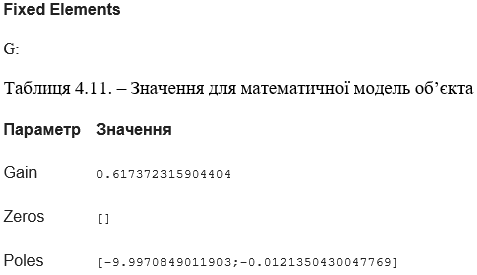 Fixed Elements
G:
Таблиця 4.11. – Значення для математичної модель об’єкта
Параметр Значення
Gain 0.617372315904404
Zeros []
Poles [-9.9970849011903;-0.0121350430047769]